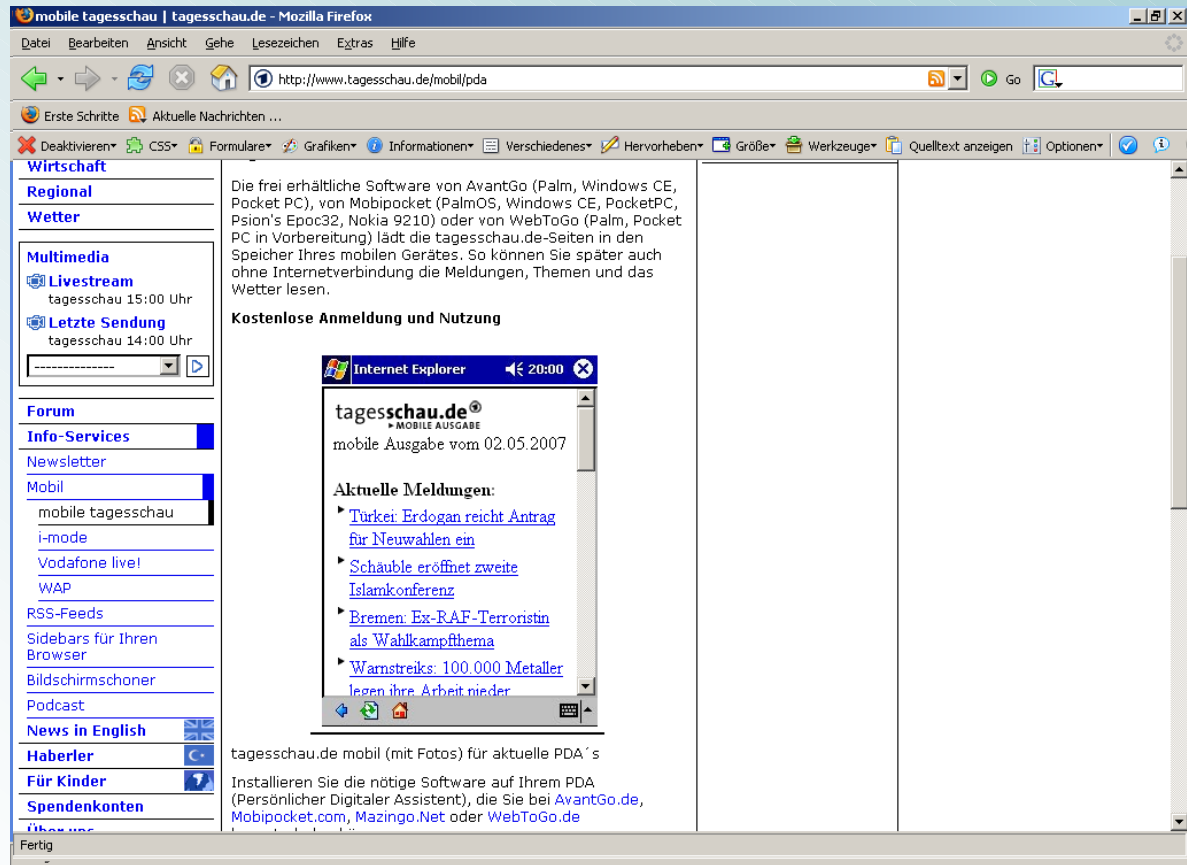 mobile tagesschau | tagesschau.de - Mozilla Firefox
Datei Bearbeiten Ansicht Gehe Lesezeichen Extras Hilfe
http://www.tagesschau.de/mobil/pda Go
Erste Schritte Aktuelle Nachrichten ...
Deaktivieren CSS Formulare Grafiken Informationen Verschiedenes Hervorheben Größe Werkzeuge Quelltext anzeigen Optionen
Wirtschaft
Regional
Wetter
Multimedia
Livestream
tagesschau 15:00 Uhr
Letzte Sendung
tagesschau 14:00 Uhr
--------------
Forum
Info-Services
Newsletter
Mobil
mobile tagesschau
i-mode
Vodafone live!
WAP
RSS-Feeds
Sidebars für Ihren
Browser
Bildschirmschoner
Podcast
News in English
Haberler
Für Kinder
Spendenkonten
Über uns
Die frei erhältliche Software von AvantGo (Palm, Windows CE,
Pocket PC), von Mobipocket (PalmOS, Windows CE, PocketPC,
Psion's Epoc32, Nokia 9210) oder von WebToGo (Palm, Pocket
PC in Vorbereitung) lädt die tagesschau.de-Seiten in den
Speicher Ihres mobilen Gerätes. So können Sie später auch
ohne Internetverbindung die Meldungen, Themen und das
Wetter lesen.
Kostenlose Anmeldung und Nutzung
Internet Explorer 20:00
tagesschau.de
MOBILE AUSGABE
mobile Ausgabe vom 02.05.2007
Aktuelle Meldungen:
Türkei: Erdogan reicht Antrag
für Neuwahlen ein
Schäuble eröffnet zweite
Islamkonferenz
Bremen: Ex-RAF-Terroristin
als Wahlkampfthema
Warnstreiks: 100.000 Metaller
legen ihre Arbeit nieder
tagesschau.de mobil (mit Fotos) für aktuelle PDA´s
Installieren Sie die nötige Software auf Ihrem PDA
(Persönlicher Digitaler Assistent), die Sie bei AvantGo.de,
Mobipocket.com, Mazingo.Net oder WebToGo.de
Fertig